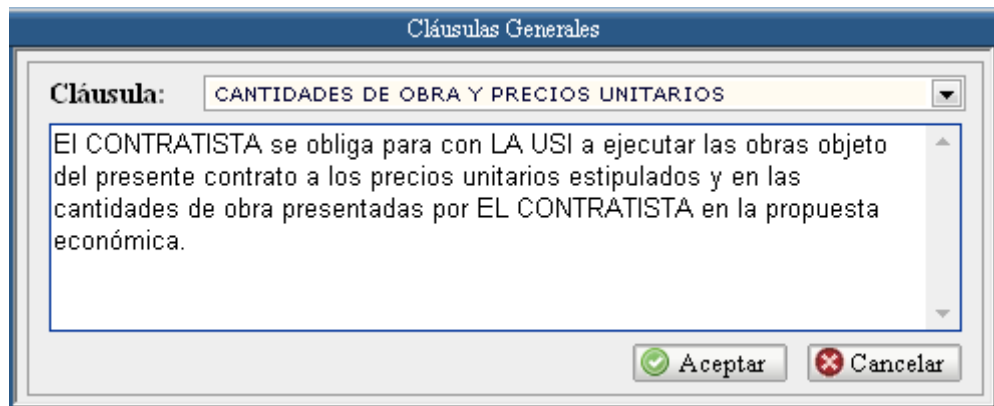 Cláusulas Generales
Cláusula: CANTIDADES DE OBRA Y PRECIOS UNITARIOS
El CONTRATISTA se obliga para con LA USI a ejecutar las obras objeto
del presente contrato a los precios unitarios estipulados y en las
cantidades de obra presentadas por EL CONTRATISTA en la propuesta
económica.
Aceptar Cancelar